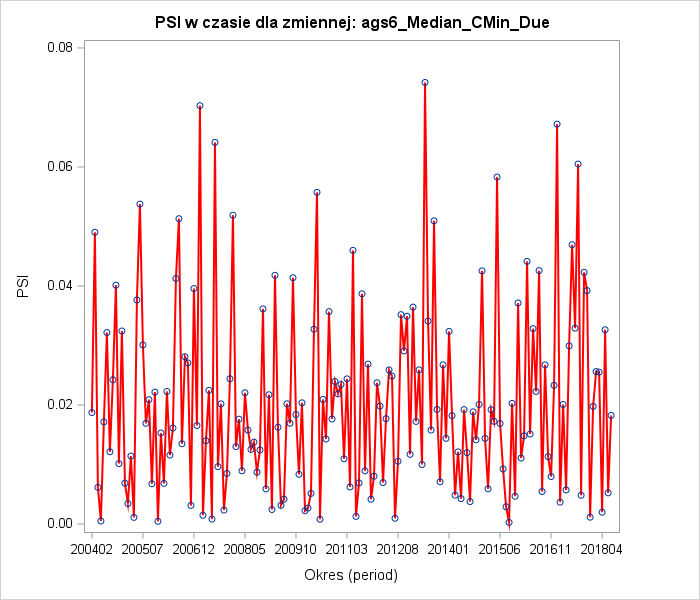 PSI w czasie dla zmiennej: ags6_Median_CMin_Due
0.08
0.06
0.04
0.02
0.00
PSI
200402 200507 200612 200805 200910 201103 201208 201401 201506 201611 201804
Okres (period)